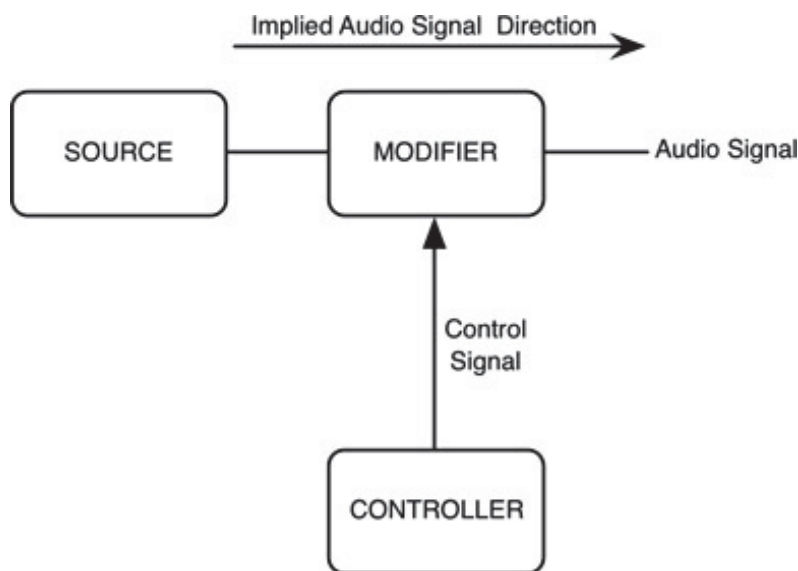 Implied Audio Signal Direction
SOURCE
MODIFIER
Audio Signal
Control
Signal
CONTROLLER